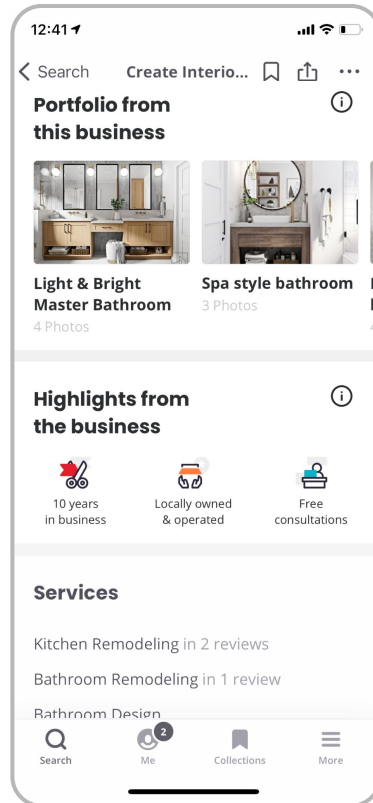 12:41
Search Create Interio...
Portfolio from
this business
Light & Bright
Master Bathroom
4 Photos
Spa style bathroom
3 Photos
Highlights from
the business
10 years
in business
Locally owned
& operated
Free
consultations
Services
Kitchen Remodeling in 2 reviews
Bathroom Remodeling in 1 review
Bathroom Design
2
Search Me Collections More